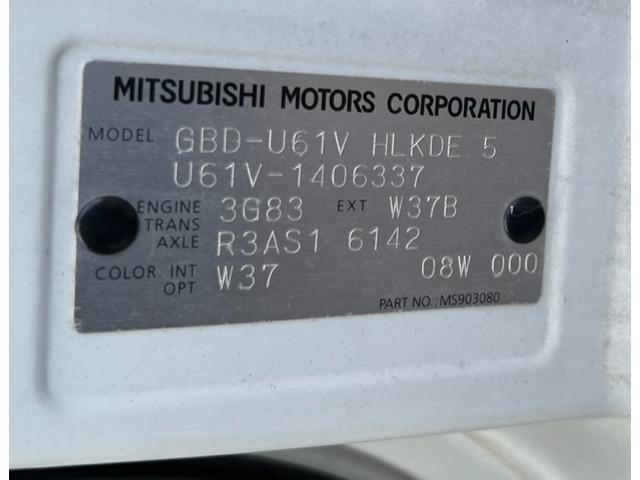 MITSUBISHI MOTORS CORPORATION
MODEL GBD-U61V HLKDE 5
U61V-1406337
ENGINE 3G83 EXT W37B
TRANS AXLE R3AS1 6142
COLOR. INT OPT W37 08W 000
PART NO.:MS903080